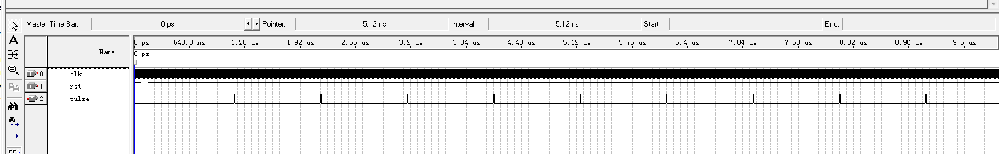 Master Time Bar: 0 ps Pointer: 15.12 ns Interval: 15.12 ns Start: End:
A
Name
0 ps 640.0 ns 1.28 us 1.92 us 2.56 us 3.2 us 3.84 us 4.48 us 5.12 us 5.76 us 6.4 us 7.04 us 7.68 us 8.32 us 8.96 us 9.6 us
0 ps
0 clk
1 rst
2 pulse